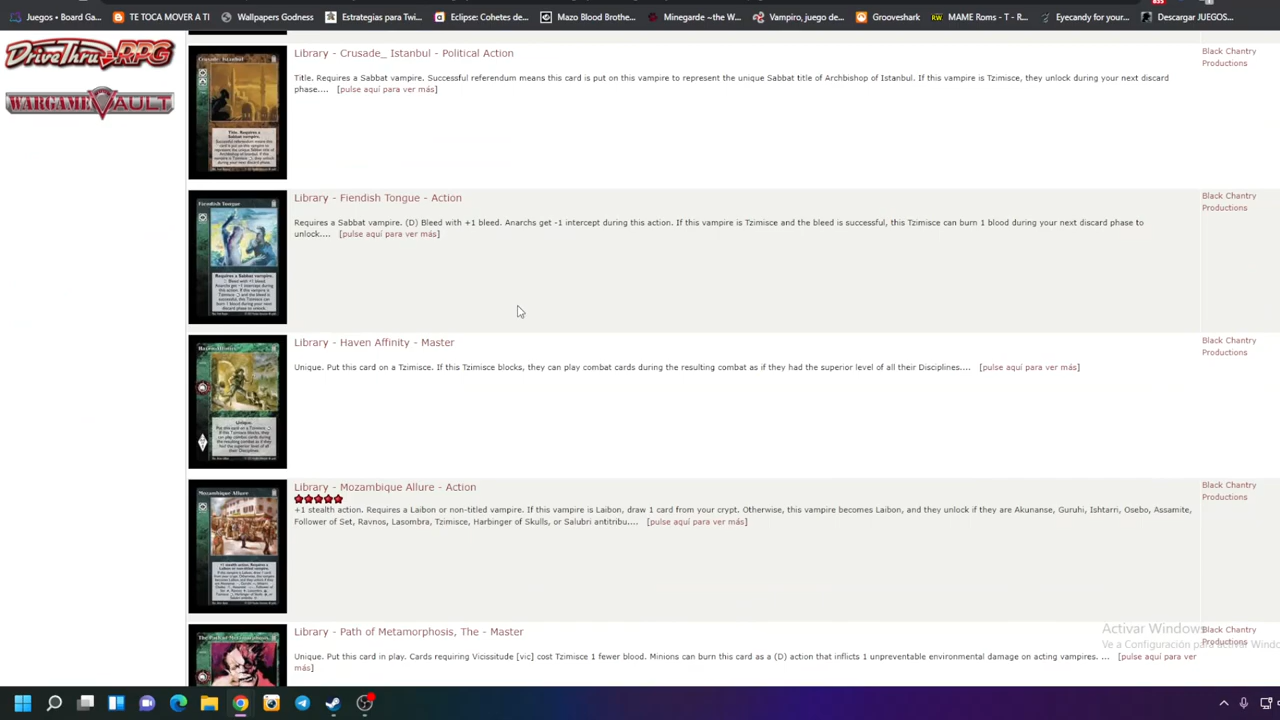 Juegos - Nintend...
BTD
TE DOY MOVER A TI
Wallpapers Godness
Estrategias para Twi...
Eclipse: Cohetes de...
Mazo Blood Brothe...
Minegarde - the W...
Vampiro, juego de...
Grooveshark
MAME Roms - T - R...
Eyecandy for your...
Descargar JUEGOS...
DriveThruRPG
WARGAME VAULT
Library - Crusade_ Istanbul - Political Action
Black Chantry
Productions
Title. Requires a Sabbat vampire. Successful referendum means this card is put on this vampire to represent the unique Sabbat title of Archbishop of Istanbul. If this vampire is Tzimisce, they unlock during your next discard
phase.... [pulse aquí para ver más]
Library - Fiendish Tongue - Action
Black Chantry
Productions
Requires a Sabbat vampire. (D) Bleed with +1 bleed. Anarchs get -1 intercept during this action. If this vampire is Tzimisce and the bleed is successful, this Tzimisce can burn 1 blood during your next discard phase to
unlock.... [pulse aquí para ver más]
Library - Haven Affinity - Master
Black Chantry
Productions
Unique. Put this card on a Tzimisce. If this Tzimisce blocks, they can play combat cards during the resulting combat as if they had the superior level of all their Disciplines.... [pulse aquí para ver más]
Library - Mozambique Allure - Action
Black Chantry
Productions
+1 stealth action. Requires a Laibon or non-titled vampire. If this vampire is Laibon, draw 1 card from your crypt. Otherwise, this vampire becomes Laibon, and they unlock if they are Akunanse, Guruhi, Ishtarri, Osebo, Assamite,
Follower of Set, Ravnos, Lasombra, Tzimisce, Harbinger of Skulls, or Salubri antitribu.... [pulse aquí para ver más]
Library - Path of Metamorphosis, The - Master
Black Chantry
Productions
Unique. Put this card in play. Cards requiring Vicissitude [vic] cost Tzimisce 1 fewer blood. Minions can burn this card as a (D) action that inflicts 1 unpreventable environmental damage on acting vampires. ... [pulse aquí para ver
más]
Activar Windows
Ve a Configuración para activar Windo